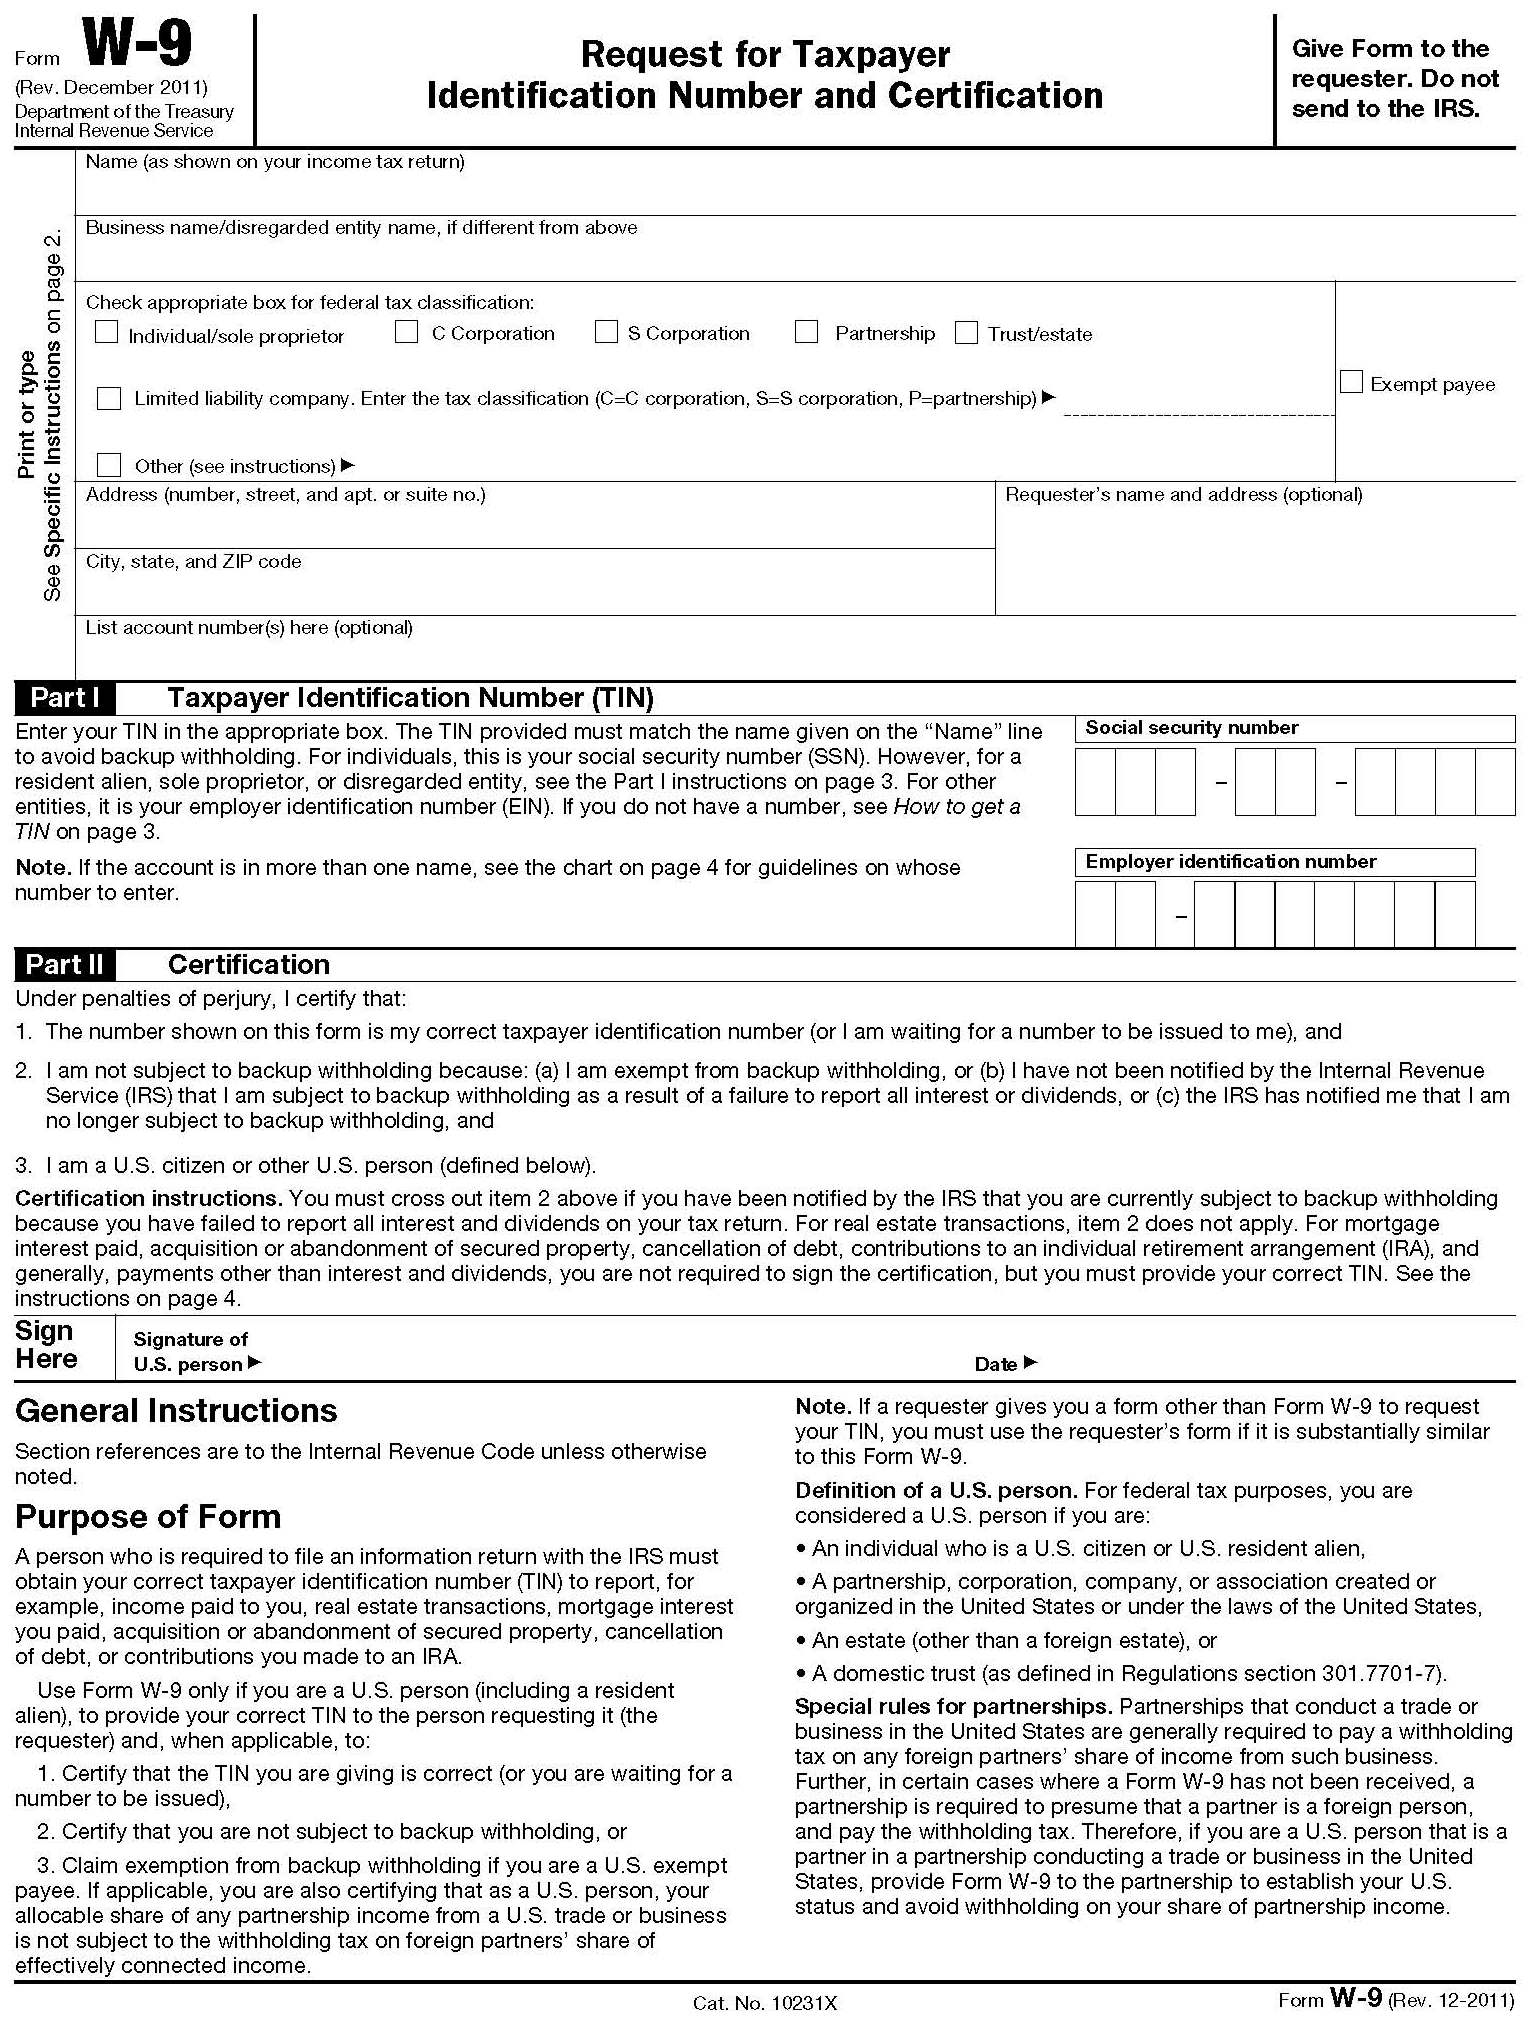 Form W-9
(Rev. December 2011)
Department of the Treasury
Internal Revenue Service
Request for Taxpayer
Identification Number and Certification
Give Form to the
requester. Do not
send to the IRS.
Print or type
See Specific Instructions on page 2.
Name (as shown on your income tax return)
Business name/disregarded entity name, if different from above
Check appropriate box for federal tax classification:
Individual/sole proprietor C Corporation S Corporation Partnership Trust/estate
Limited liability company. Enter the tax classification (C=C corporation, S=S corporation, P=partnership) ▶
Exempt payee
Other (see instructions) ▶
Address (number, street, and apt. or suite no.)
Requester's name and address (optional)
City, state, and ZIP code
List account number(s) here (optional)
Part I Taxpayer Identification Number (TIN)
Enter your TIN in the appropriate box. The TIN provided must match the name given on the “Name” line
to avoid backup withholding. For individuals, this is your social security number (SSN). However, for a
resident alien, sole proprietor, or disregarded entity, see the Part I instructions on page 3. For other
entities, it is your employer identification number (EIN). If you do not have a number, see How to get a
TIN on page 3.
Note. If the account is in more than one name, see the chart on page 4 for guidelines on whose
number to enter.
Social security number
– –
Employer identification number
–
Part II Certification
Under penalties of perjury, I certify that:
1. The number shown on this form is my correct taxpayer identification number (or I am waiting for a number to be issued to me), and
2. I am not subject to backup withholding because: (a) I am exempt from backup withholding, or (b) I have not been notified by the Internal Revenue
Service (IRS) that I am subject to backup withholding as a result of a failure to report all interest or dividends, or (c) the IRS has notified me that I am
no longer subject to backup withholding, and
3. I am a U.S. citizen or other U.S. person (defined below).
Certification instructions. You must cross out item 2 above if you have been notified by the IRS that you are currently subject to backup withholding
because you have failed to report all interest and dividends on your tax return. For real estate transactions, item 2 does not apply. For mortgage
interest paid, acquisition or abandonment of secured property, cancellation of debt, contributions to an individual retirement arrangement (IRA), and
generally, payments other than interest and dividends, you are not required to sign the certification, but you must provide your correct TIN. See the
instructions on page 4.
Sign
Here
Signature of
U.S. person ▶
Date ▶
General Instructions
Section references are to the Internal Revenue Code unless otherwise
noted.
Purpose of Form
A person who is required to file an information return with the IRS must
obtain your correct taxpayer identification number (TIN) to report, for
example, income paid to you, real estate transactions, mortgage interest
you paid, acquisition or abandonment of secured property, cancellation
of debt, or contributions you made to an IRA.
Use Form W-9 only if you are a U.S. person (including a resident
alien), to provide your correct TIN to the person requesting it (the
requester) and, when applicable, to:
1. Certify that the TIN you are giving is correct (or you are waiting for a
number to be issued),
2. Certify that you are not subject to backup withholding, or
3. Claim exemption from backup withholding if you are a U.S. exempt
payee. If applicable, you are also certifying that as a U.S. person, your
allocable share of any partnership income from a U.S. trade or business
is not subject to the withholding tax on foreign partners' share of
effectively connected income.
Note. If a requester gives you a form other than Form W-9 to request
your TIN, you must use the requester's form if it is substantially similar
to this Form W-9.
Definition of a U.S. person. For federal tax purposes, you are
considered a U.S. person if you are:
• An individual who is a U.S. citizen or U.S. resident alien,
• A partnership, corporation, company, or association created or
organized in the United States or under the laws of the United States,
• An estate (other than a foreign estate), or
• A domestic trust (as defined in Regulations section 301.7701-7).
Special rules for partnerships. Partnerships that conduct a trade or
business in the United States are generally required to pay a withholding
tax on any foreign partners' share of income from such business.
Further, in certain cases where a Form W-9 has not been received, a
partnership is required to presume that a partner is a foreign person,
and pay the withholding tax. Therefore, if you are a U.S. person that is a
partner in a partnership conducting a trade or business in the United
States, provide Form W-9 to the partnership to establish your U.S.
status and avoid withholding on your share of partnership income.
Cat. No. 10231X
Form W-9 (Rev. 12-2011)